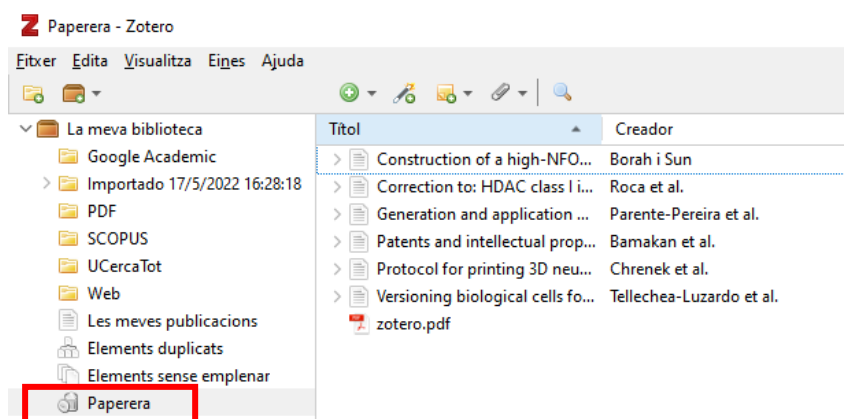 Paperera - Zotero
Fitxer Edita Visualitza Eines Ajuda
La meva biblioteca
Google Academic
Importado 17/5/2022 16:28:18
PDF
SCOPUS
UCercaTot
Web
Les meves publicacions
Elements duplicats
Elements sense emplenar
Paperera
Títol Creador
Construction of a high-NFO... Borah i Sun
Correction to: HDAC class I i... Roca et al.
Generation and application ... Parente-Pereira et al.
Patents and intellectual prop... Bamakan et al.
Protocol for printing 3D neu... Chrenek et al.
Versioning biological cells fo... Tellechea-Luzardo et al.
zotero.pdf